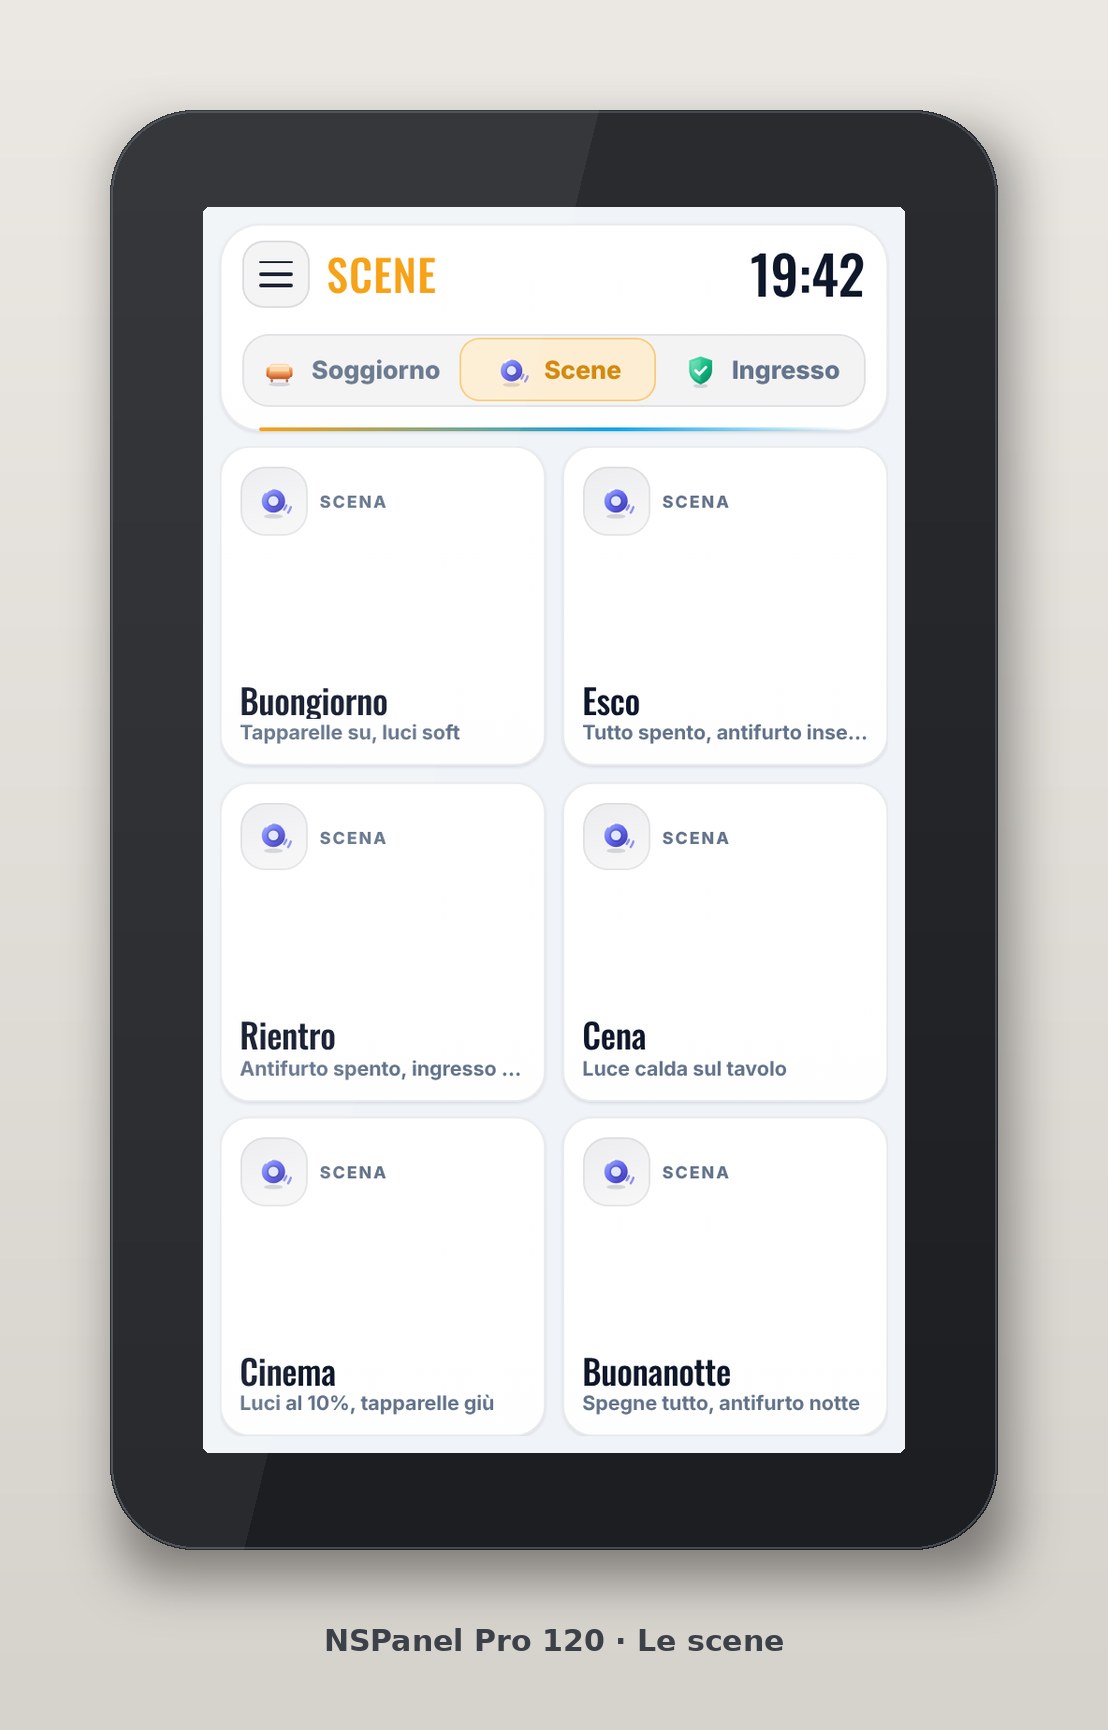 SCENE
19:42
Soggiorno
Scene
Ingresso
SCENA
Buongiorno
Tapparelle su, luci soft
SCENA
Esco
Tutto spento, antifurto inse...
SCENA
Rientro
Antifurto spento, ingresso ...
SCENA
Cena
Luce calda sul tavolo
SCENA
Cinema
Luci al 10%, tapparelle giù
SCENA
Buonanotte
Spegne tutto, antifurto notte
NSPanel Pro 120 · Le scene